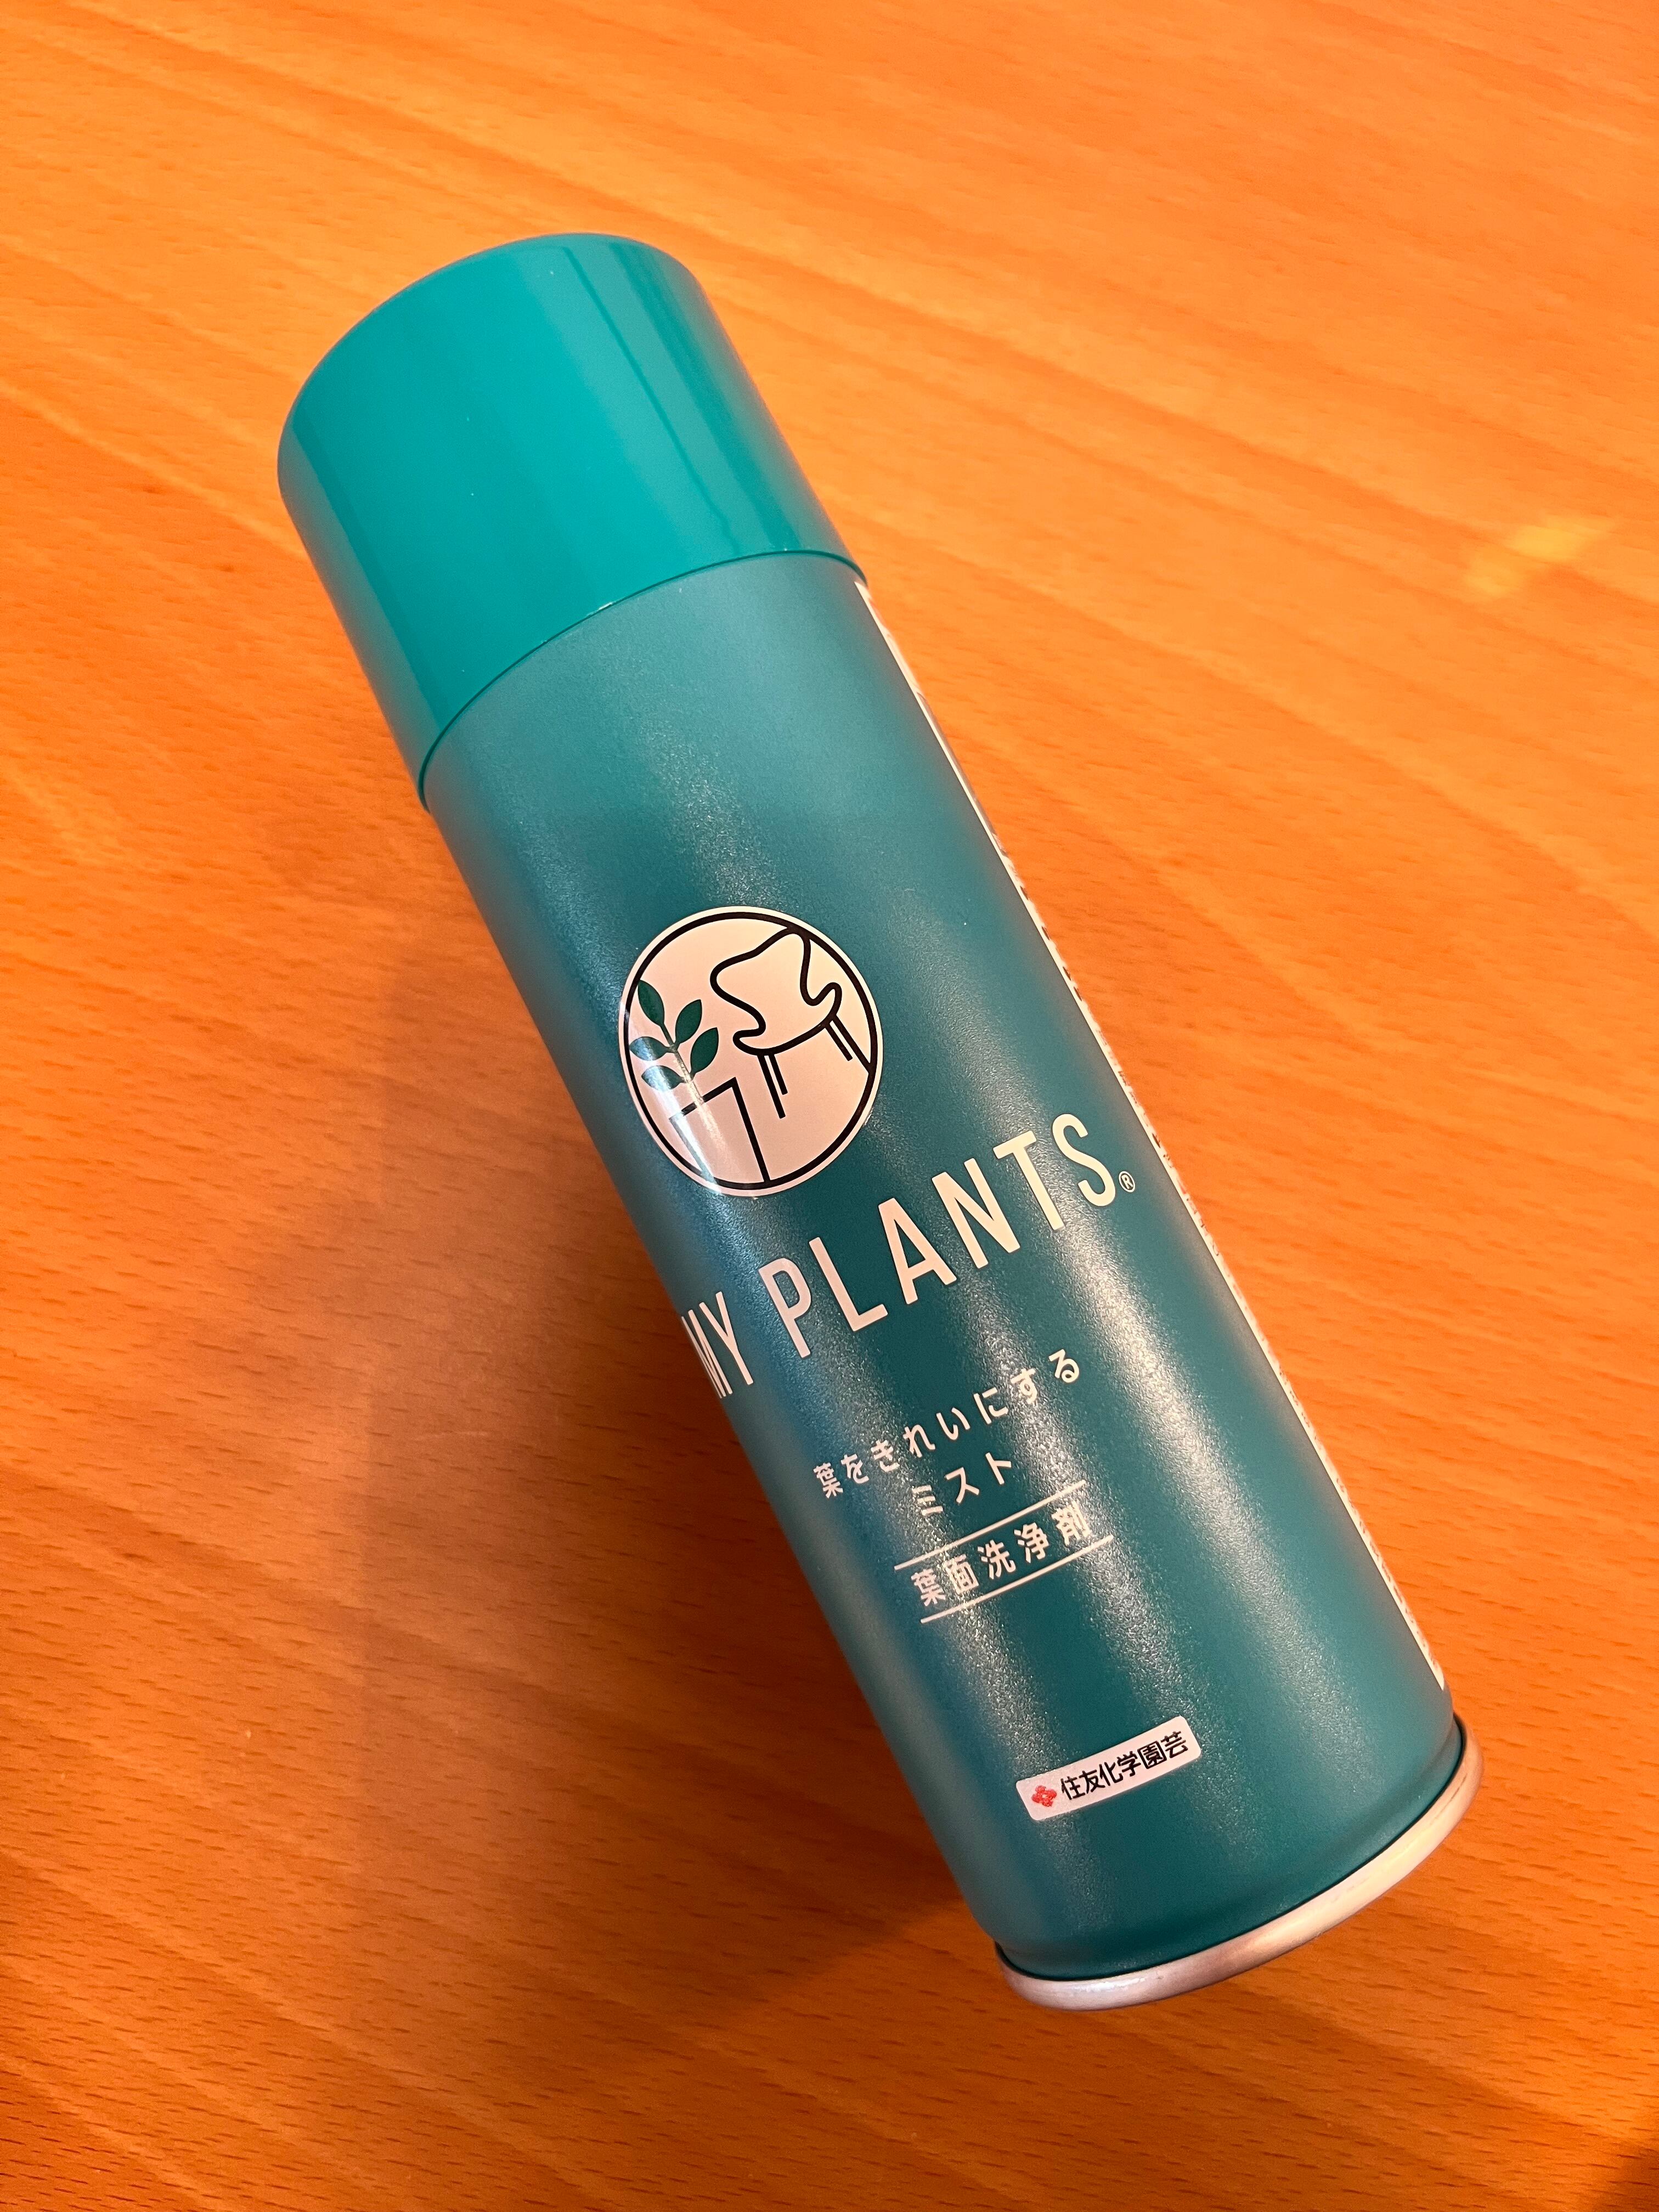 MY PLANTS®
葉をきれいにする
ミスト
葉面洗浄剤
住友化学園芸